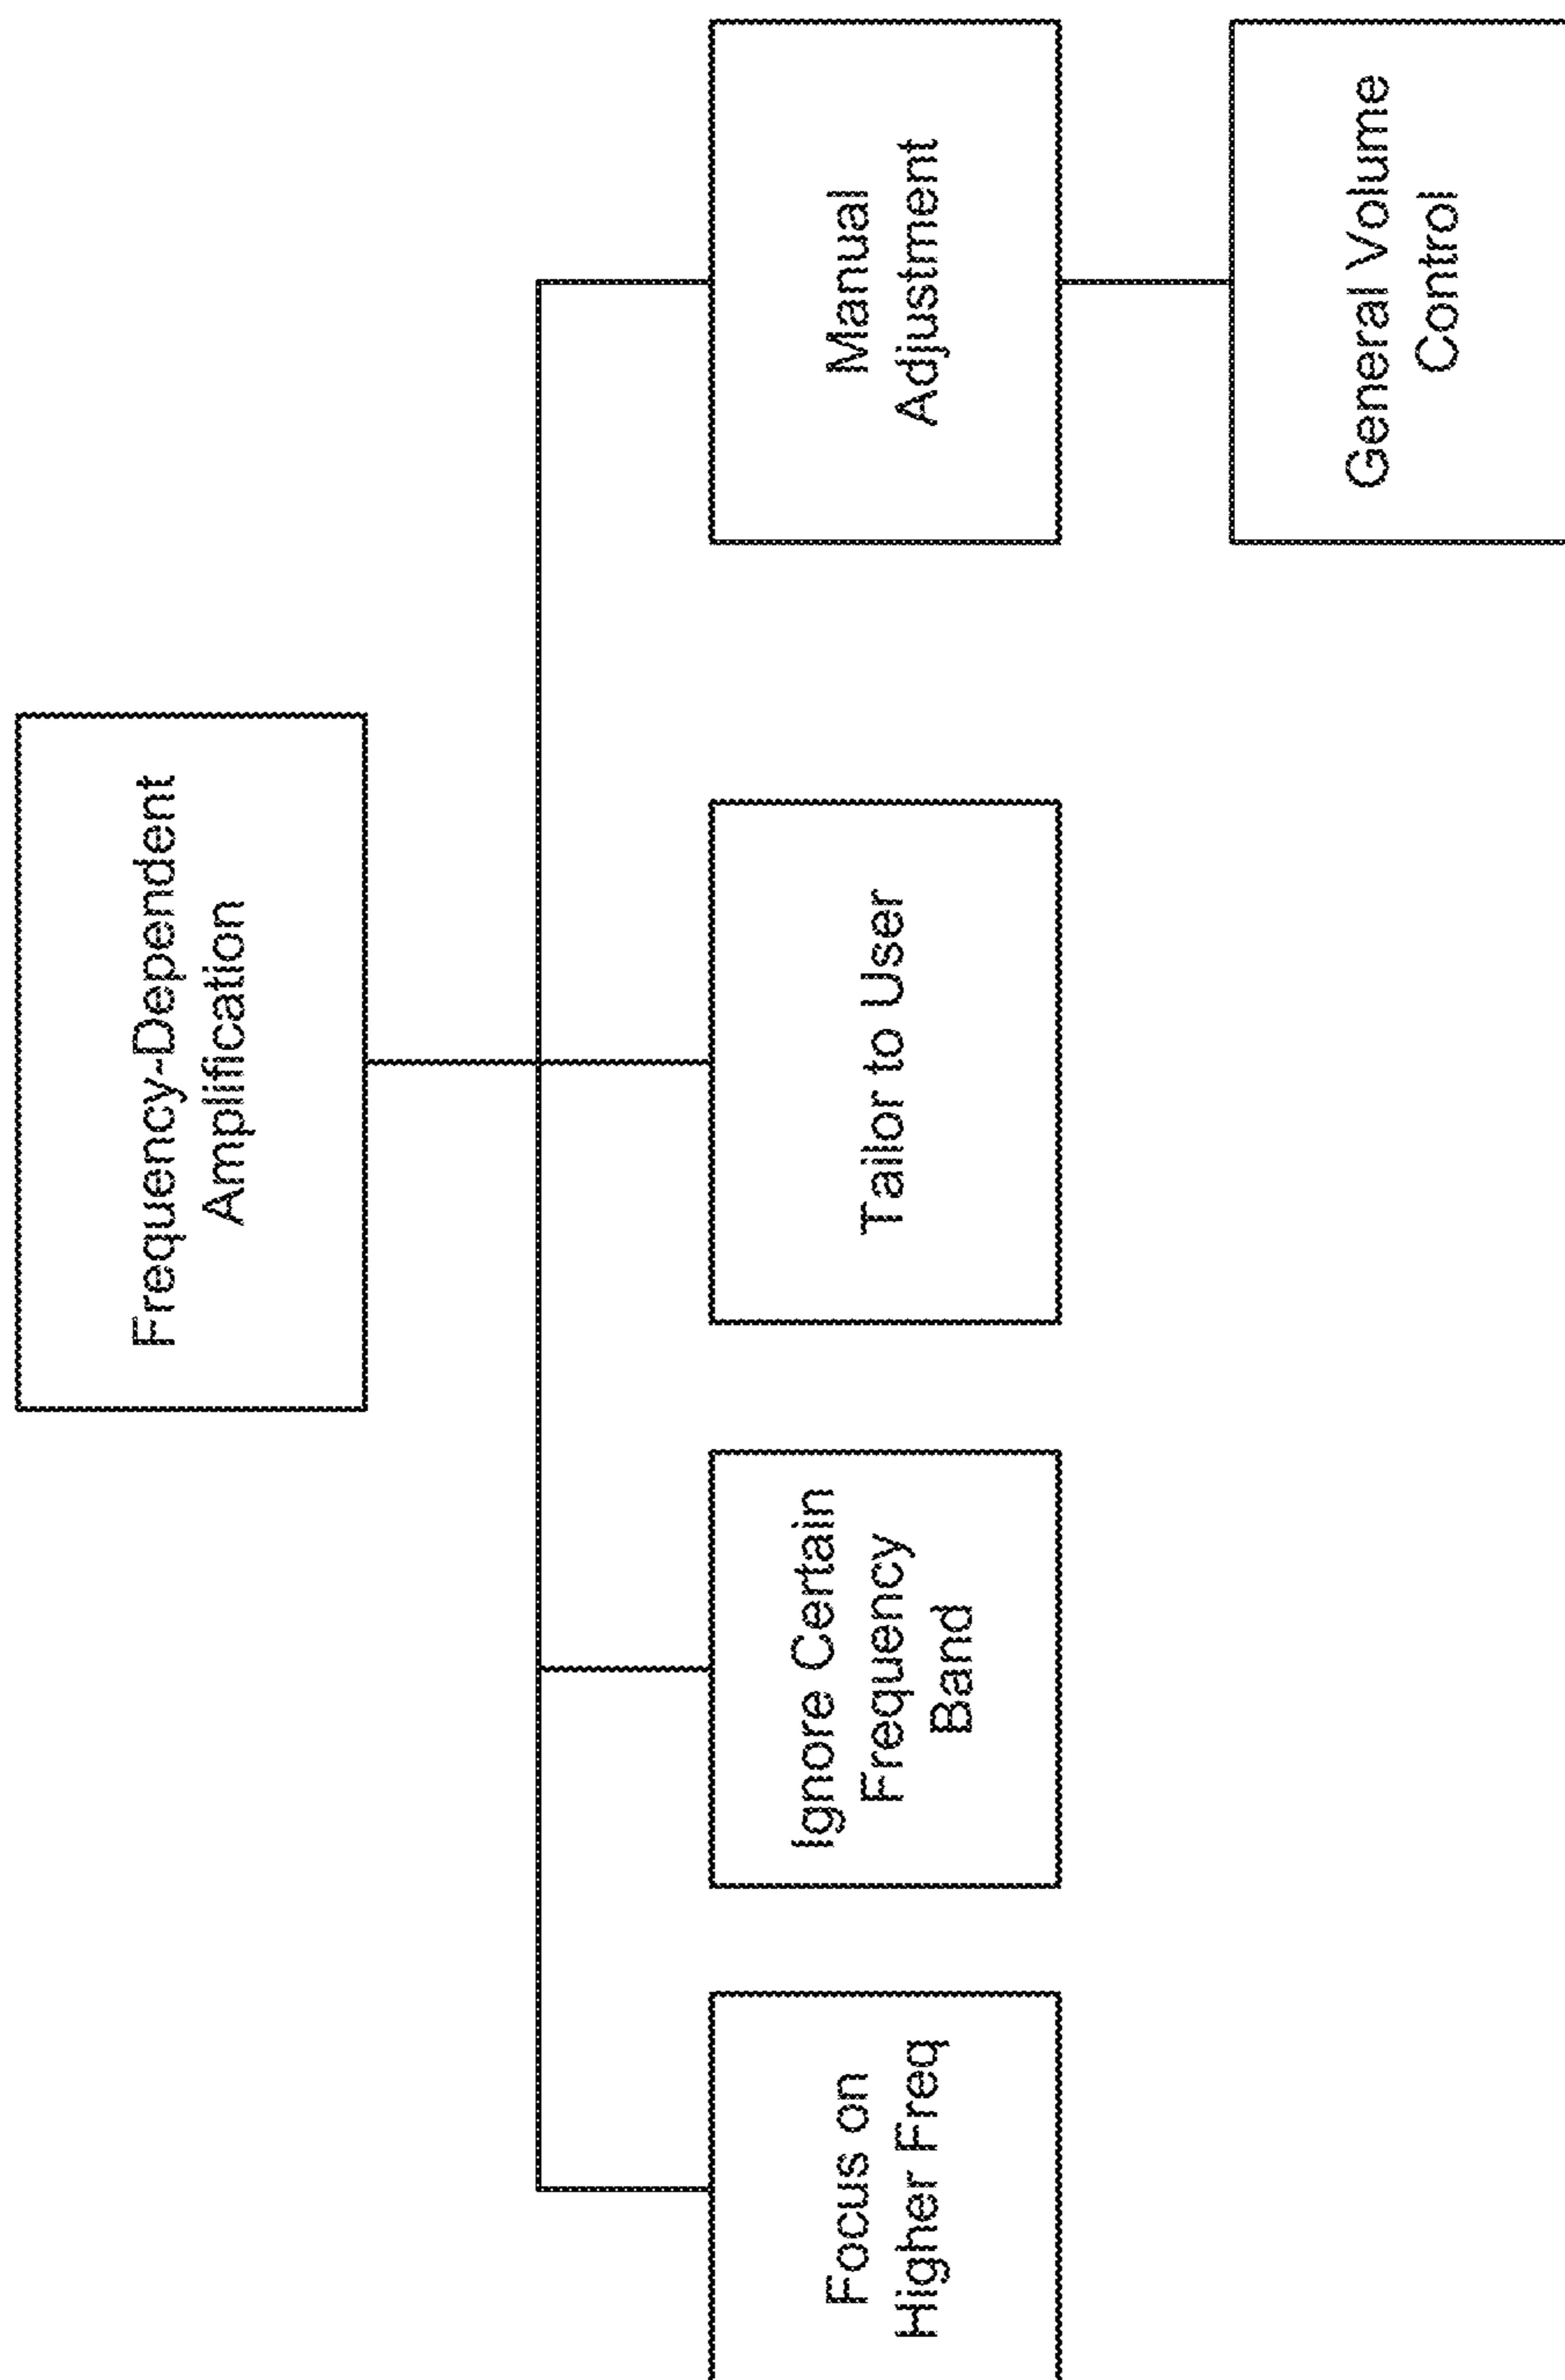 Frequency-Dependent
Amplification
Focus on
Higher Freq
Ignore Certain
Frequency
Band
Tailor to User
Manual
Adjustment
General Volume
Control